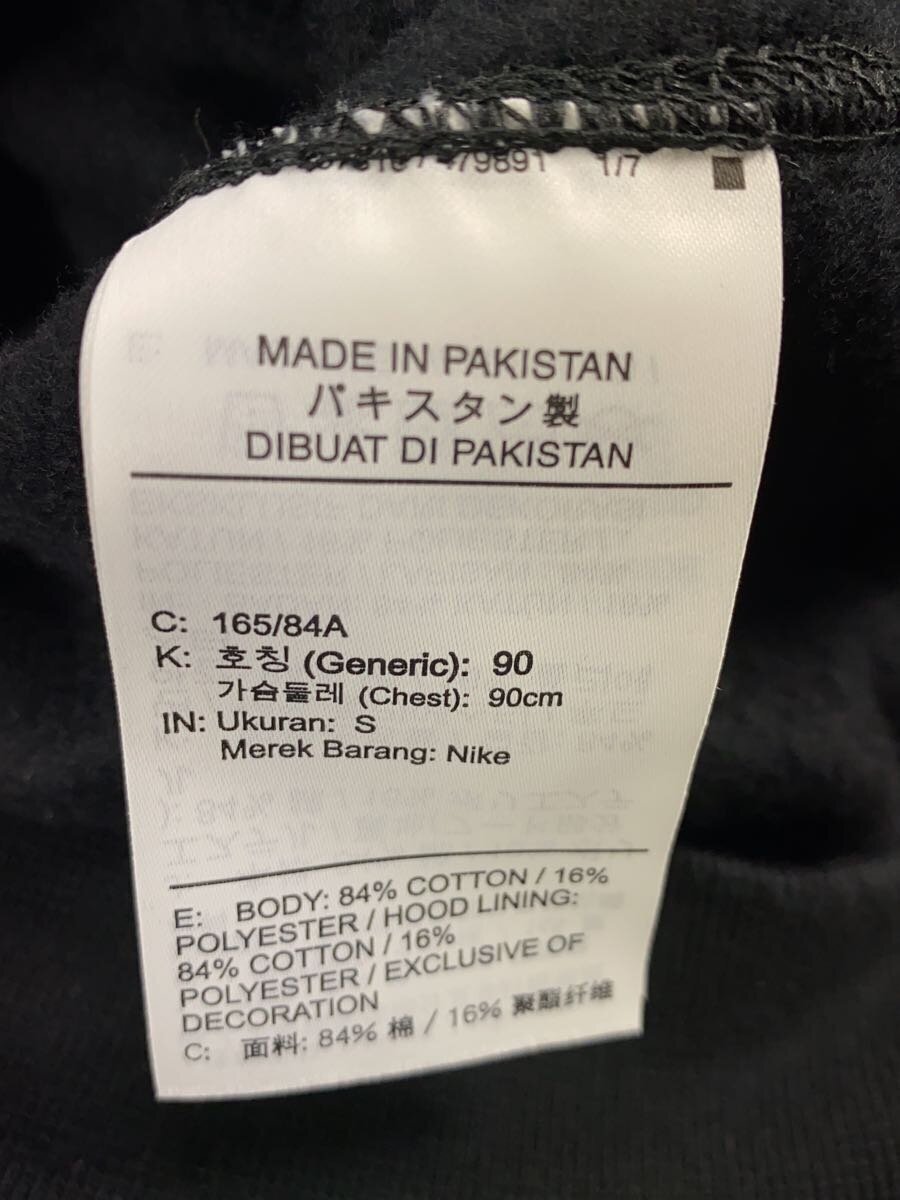 479891 1/7
MADE IN PAKISTAN
パキスタン製
DIBUAT DI PAKISTAN
C: 165/84A
K: 호칭 (Generic): 90
가슴둘레 (Chest): 90cm
IN: Ukuran: S
Merek Barang: Nike
E: BODY: 84% COTTON / 16%
POLYESTER / HOOD LINING:
84% COTTON / 16%
POLYESTER / EXCLUSIVE OF
DECORATION
C: 面料: 84% 棉 / 16% 聚酯纤维